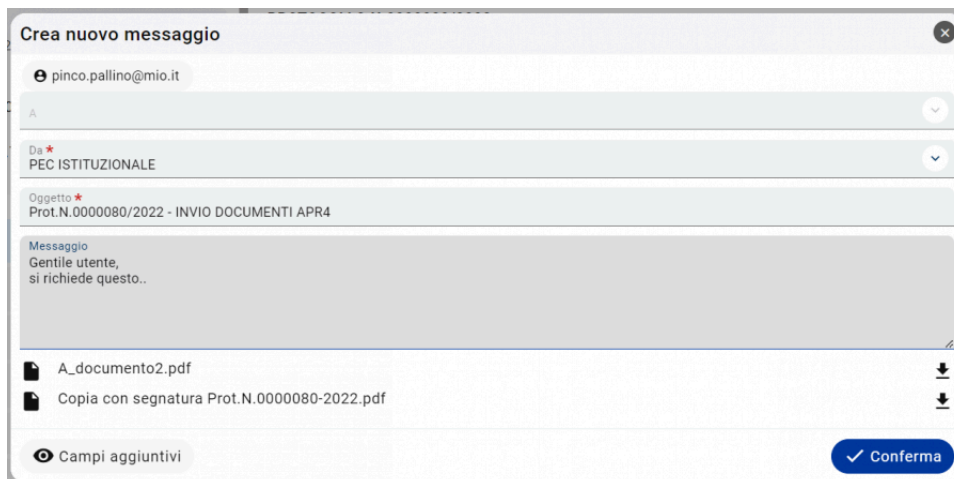 Crea nuovo messaggio
pinco.pallino@mio.it
A
Da *
PEC ISTITUZIONALE
Oggetto *
Prot.N.0000080/2022 - INVIO DOCUMENTI APR4
Messaggio
Gentile utente,
si richiede questo..
A_documento2.pdf
Copia con segnatura Prot.N.0000080-2022.pdf
Campi aggiuntivi
Conferma